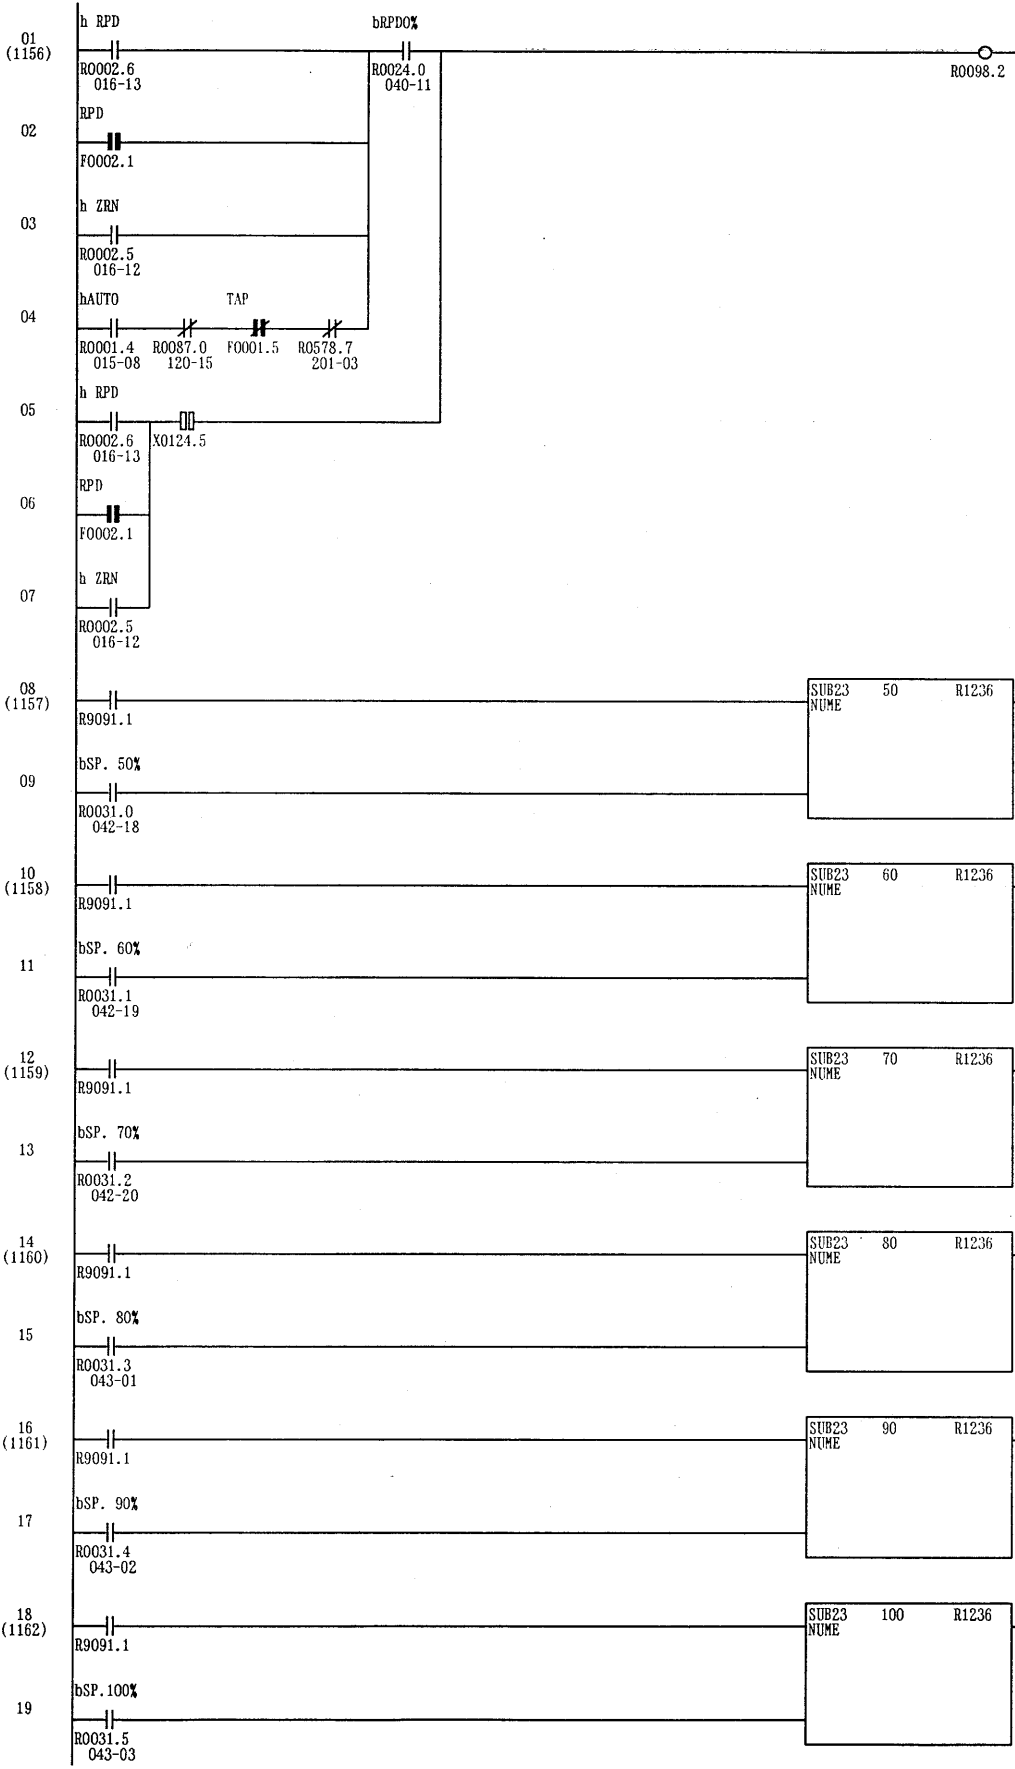 h RPD bRPD0%
01
(1156)
R0002.6 R0024.0 R0098.2
016-13 040-11
RPD
02
F0002.1
h ZRN
03
R0002.5
016-12
hAUTO TAP
04
R0001.4 R0087.0 F0001.5 R0578.7
015-08 120-15 201-03
h RPD
05
R0002.6 X0124.5
016-13
RPD
06
F0002.1
h ZRN
07
R0002.5
016-12
08 SUB23 50 R1236
(1157) NUME
R9091.1
bSP. 50%
09
R0031.0
042-18
10 SUB23 60 R1236
(1158) NUME
R9091.1
bSP. 60%
11
R0031.1
042-19
12 SUB23 70 R1236
(1159) NUME
R9091.1
bSP. 70%
13
R0031.2
042-20
14 SUB23 80 R1236
(1160) NUME
R9091.1
bSP. 80%
15
R0031.3
043-01
16 SUB23 90 R1236
(1161) NUME
R9091.1
bSP. 90%
17
R0031.4
043-02
18 SUB23 100 R1236
(1162) NUME
R9091.1
bSP.100%
19
R0031.5
043-03